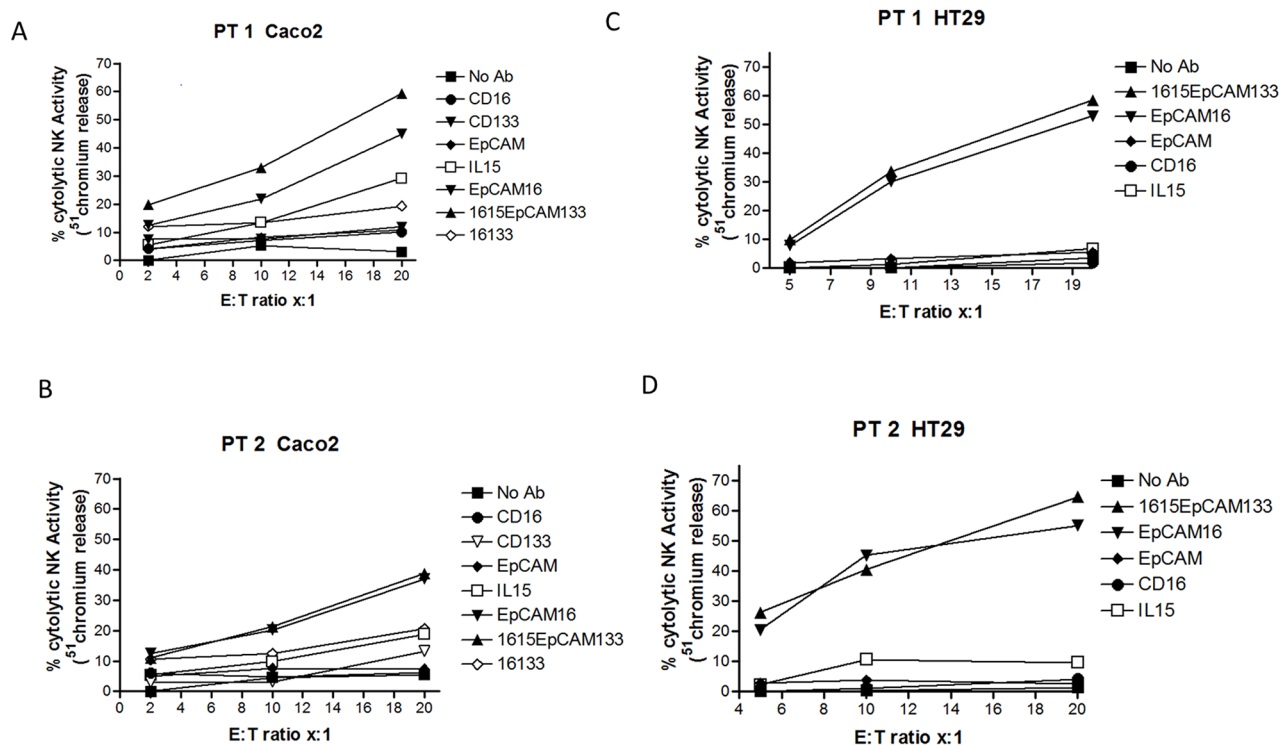 A
PT 1 Caco2
% cytolytic NK Activity
(51chromium release)
70
60
50
40
30
20
10
0
0 2 4 6 8 10 12 14 16 18 20
E:T ratio x:1
No Ab
CD16
CD133
EpCAM
IL15
EpCAM16
1615EpCAM133
16133
C
PT 1 HT29
% cytolytic NK Activity
(51chromium release)
70
60
50
40
30
20
10
0
5 7 9 11 13 15 17 19
E:T ratio x:1
No Ab
1615EpCAM133
EpCAM16
EpCAM
CD16
IL15
B
PT 2 Caco2
% cytolytic NK Activity
(51chromium release)
70
60
50
40
30
20
10
0
0 2 4 6 8 10 12 14 16 18 20
E:T ratio x:1
No Ab
CD16
CD133
EpCAM
IL15
EpCAM16
1615EpCAM133
16133
D
PT 2 HT29
% cytolytic NK Activity
(51chromium release)
70
60
50
40
30
20
10
0
4 6 8 10 12 14 16 18 20
E:T ratio x:1
No Ab
1615EpCAM133
EpCAM16
EpCAM
CD16
IL15